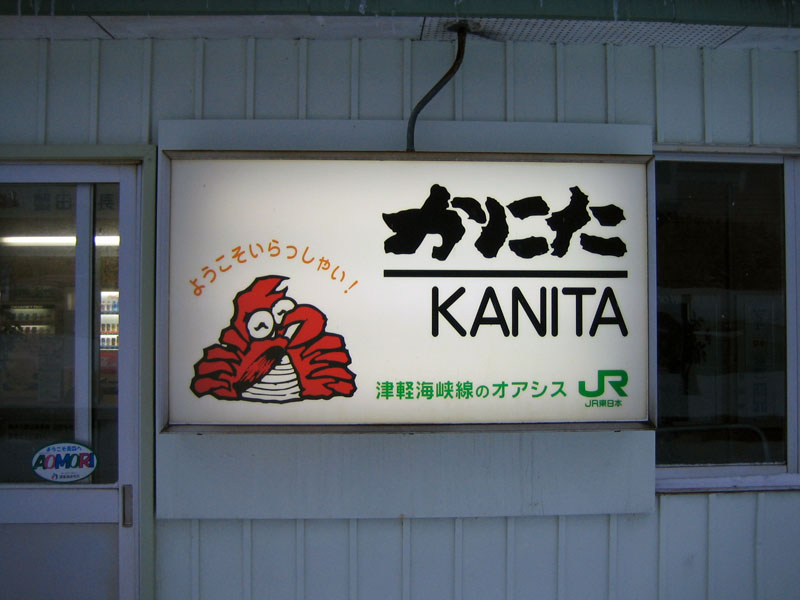 かにた
KANITA
ようこそいらっしゃい!
津軽海峡線のオアシス JR
JR東日本
AOMORI